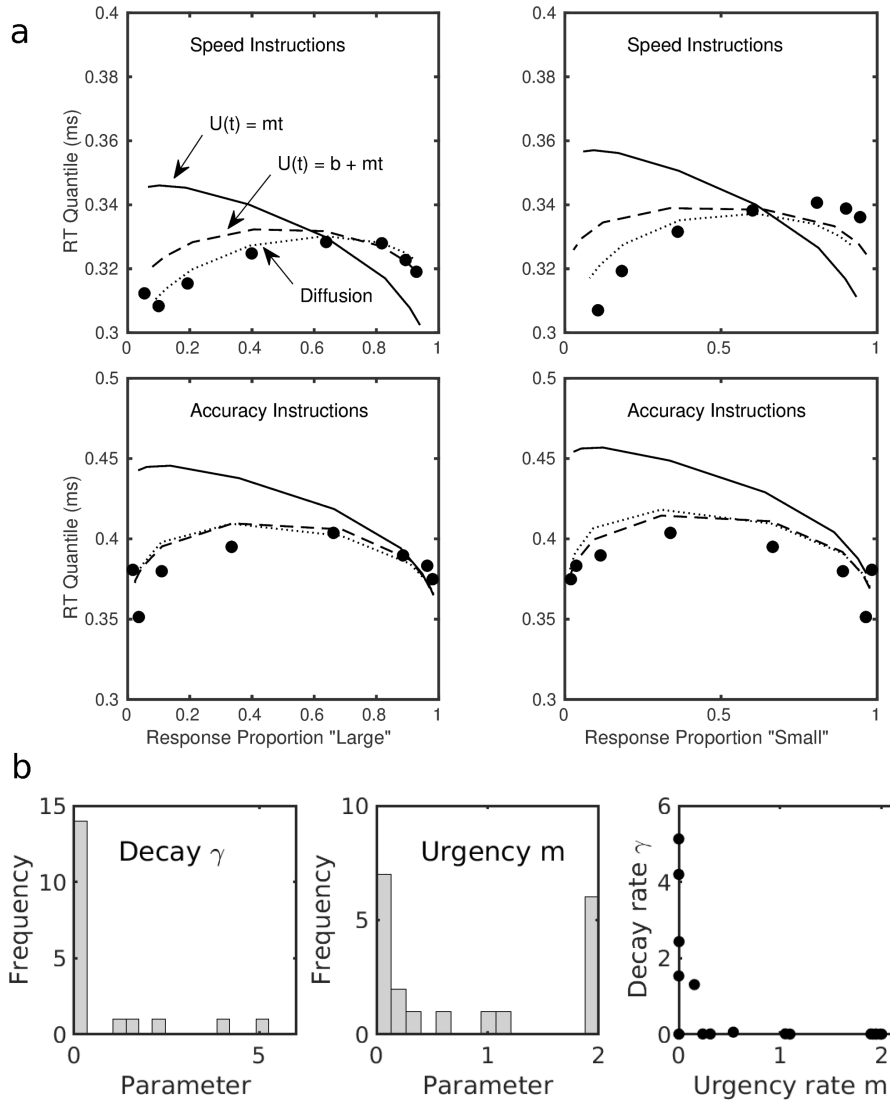 a
0.4
0.38
0.36
0.34
0.32
0.3
RT Quantile (ms)
Speed Instructions
U(t) = mt
U(t) = b + mt
Diffusion
0 0.2 0.4 0.6 0.8 1
0.4
0.38
0.36
0.34
0.32
0.3
Speed Instructions
0 0.5 1
0.5
0.45
0.4
0.35
0.3
RT Quantile (ms)
Accuracy Instructions
0 0.2 0.4 0.6 0.8 1
Response Proportion "Large"
0.5
0.45
0.4
0.35
0.3
Accuracy Instructions
0 0.5 1
Response Proportion "Small"
b
15
10
5
0
Frequency
Decay γ
0 5
Parameter
10
5
0
Frequency
Urgency m
0 1 2
Parameter
6
4
2
0
Decay rate γ
0 1 2
Urgency rate m